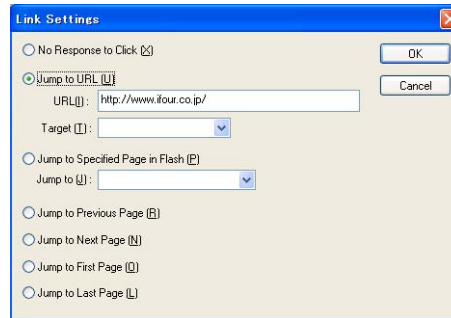 Link Settings
No Response to Click (X)
OK
Jump to URL (U)
Cancel
URL(I) : http://www.ifour.co.jp/
Target (T) :
Jump to Specified Page in Flash (P)
Jump to (J) :
Jump to Previous Page (R)
Jump to Next Page (N)
Jump to First Page (O)
Jump to Last Page (L)